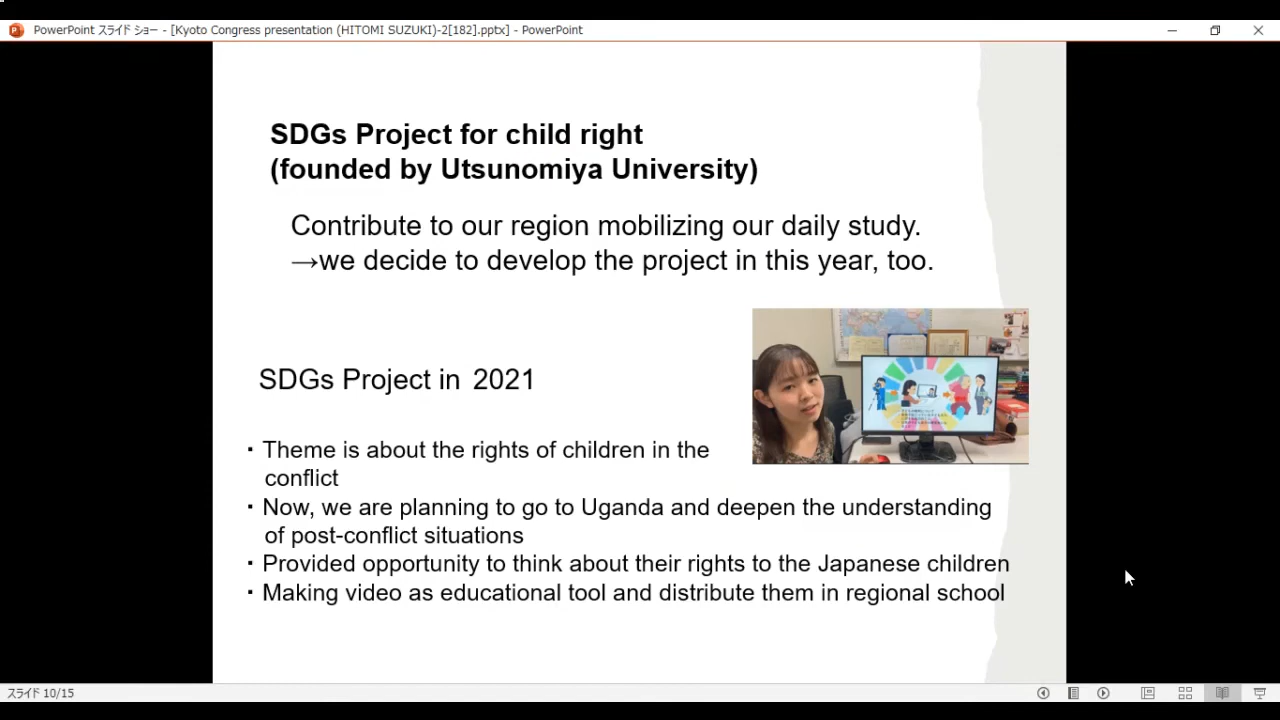 PowerPoint スライド ショー - [Kyoto Congress presentation (HITOMI SUZUKI)-2[182].pptx] - PowerPoint
SDGs Project for child right
(founded by Utsunomiya University)
Contribute to our region mobilizing our daily study.
→we decide to develop the project in this year, too.
SDGs Project in 2021
· Theme is about the rights of children in the
conflict
· Now, we are planning to go to Uganda and deepen the understanding
of post-conflict situations
· Provided opportunity to think about their rights to the Japanese children
· Making video as educational tool and distribute them in regional school
スライド 10/15